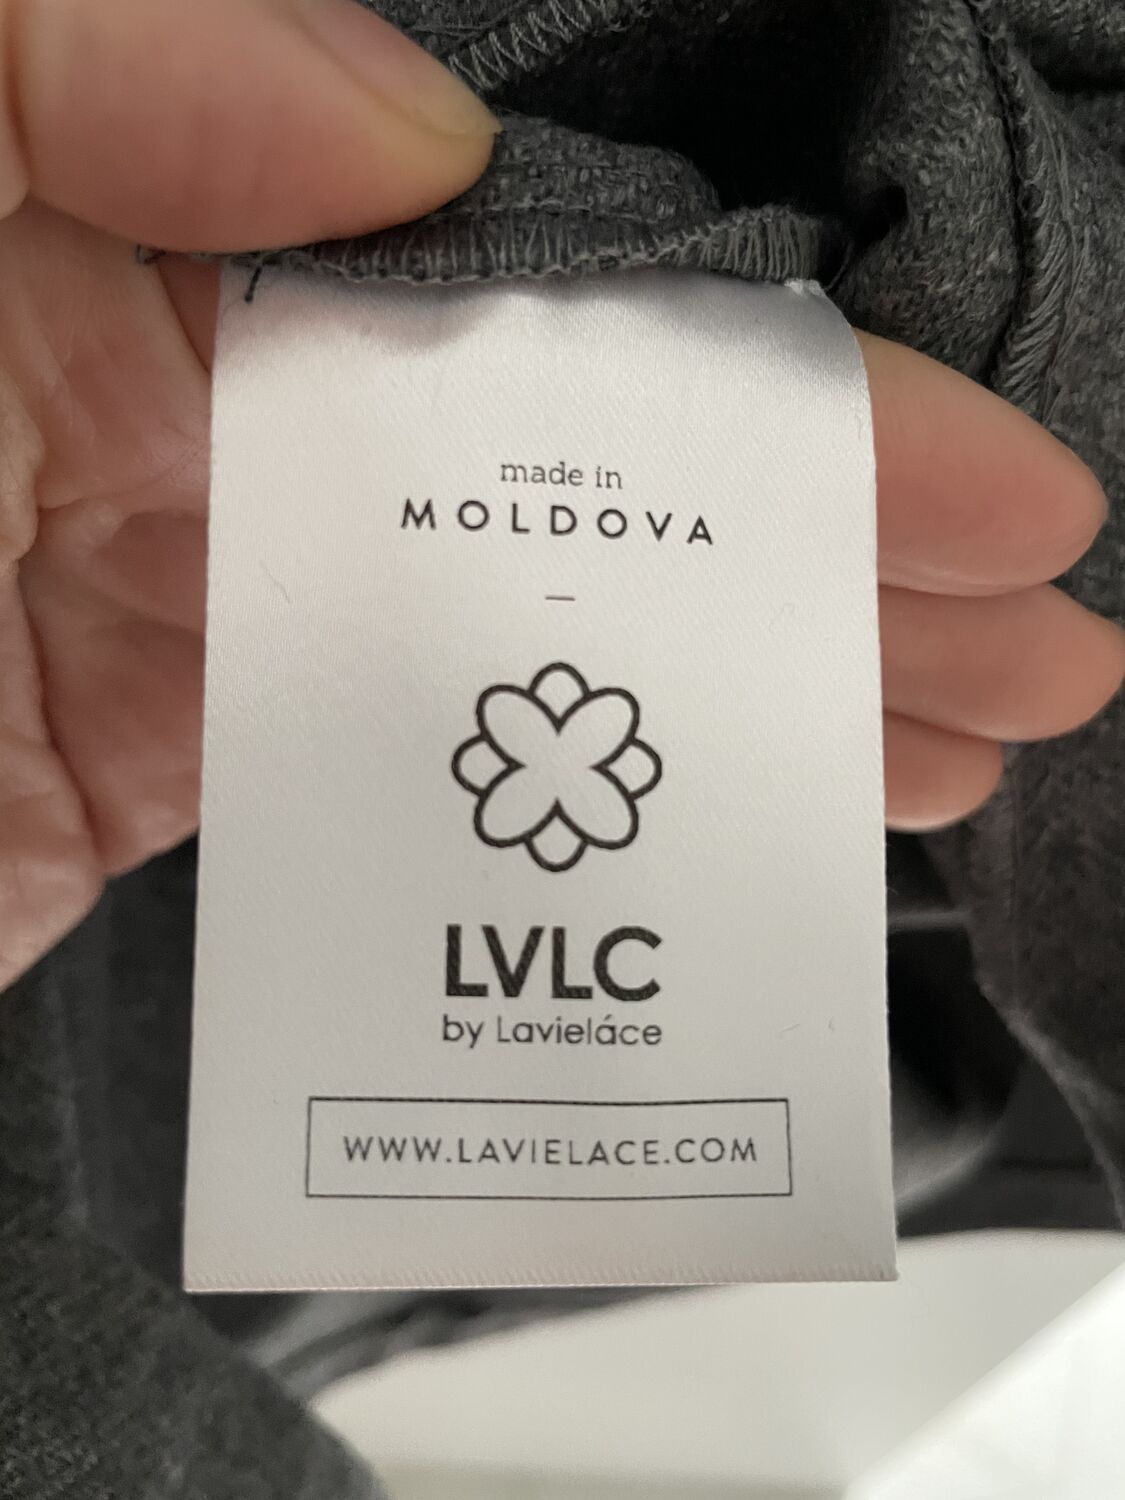 made in
MOLDOVA
—
LVLC
by Lavieláce
WWW.LAVIELACE.COM